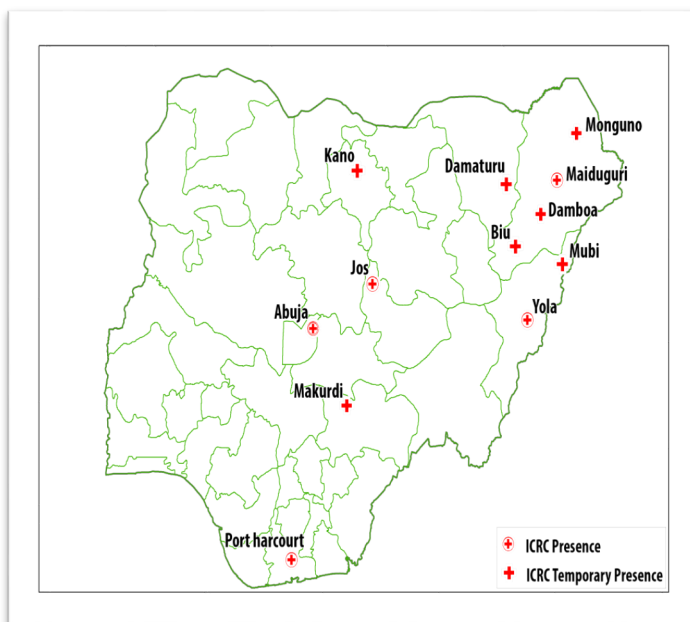 Monguno
Kano
Damaturu
Maiduguri
Damboa
Biu
Mubi
Jos
Yola
Abuja
Makurdi
Port harcourt
ICRC Presence
ICRC Temporary Presence